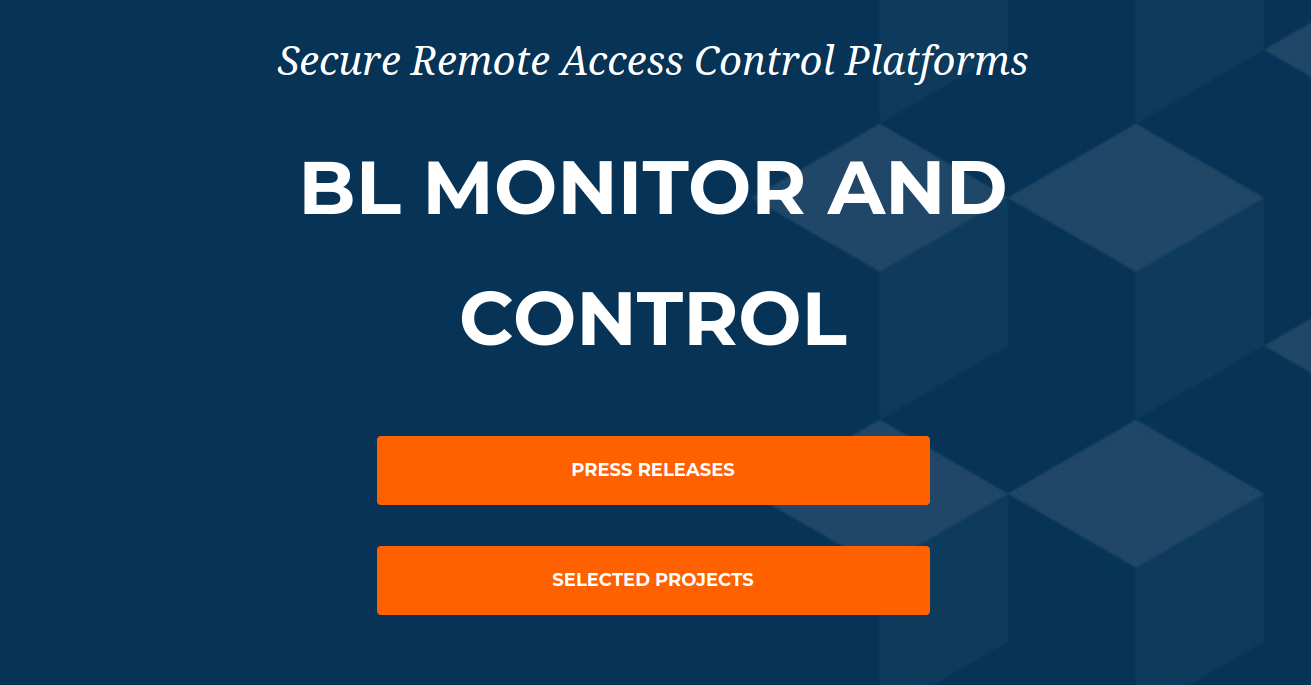 Secure Remote Access Control Platforms
BL MONITOR AND
CONTROL
PRESS RELEASES
SELECTED PROJECTS